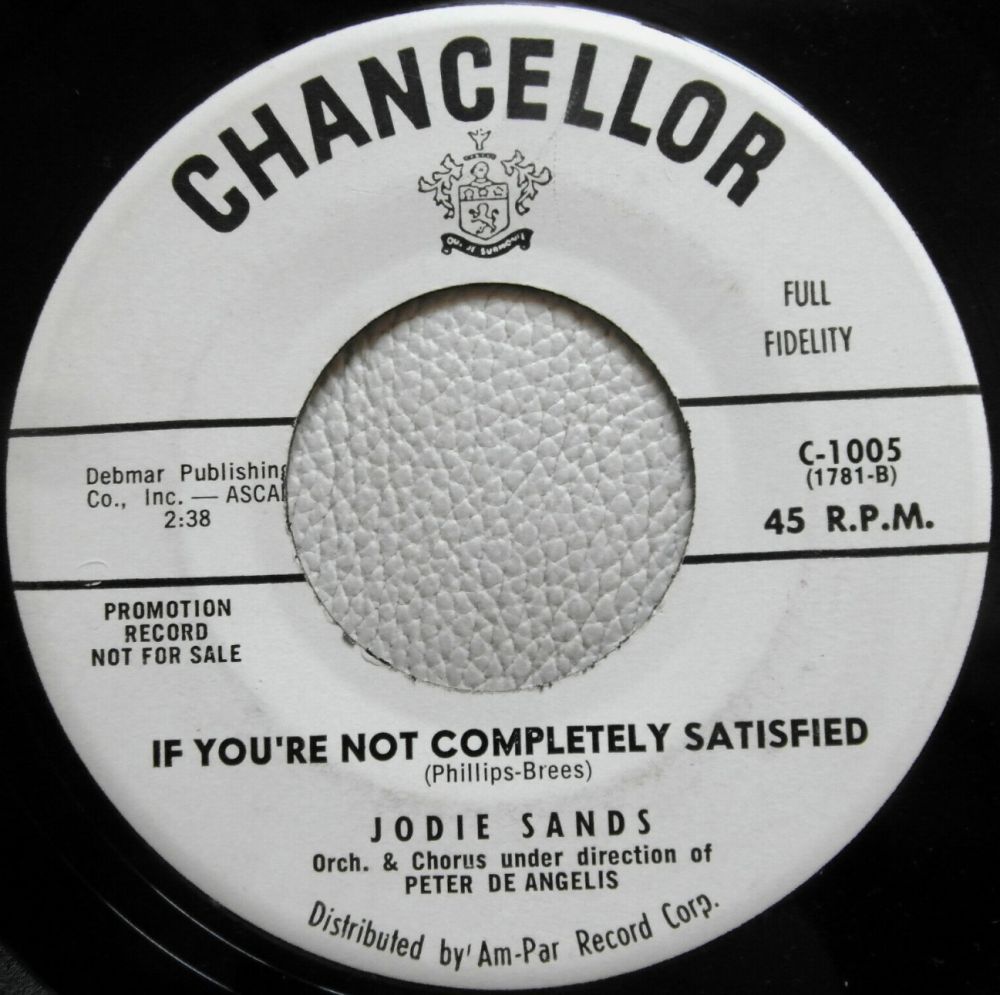 CHANCELLOR
FULL
FIDELITY
Debmar Publishing
Co., Inc. — ASCA
2:38
C-1005
(1781-B)
45 R.P.M.
PROMOTION
RECORD
NOT FOR SALE
IF YOU'RE NOT COMPLETELY SATISFIED
(Phillips-Brees)
JODIE SANDS
Orch. & Chorus under direction of
PETER DE ANGELIS
Distributed by Am-Par Record Corp.